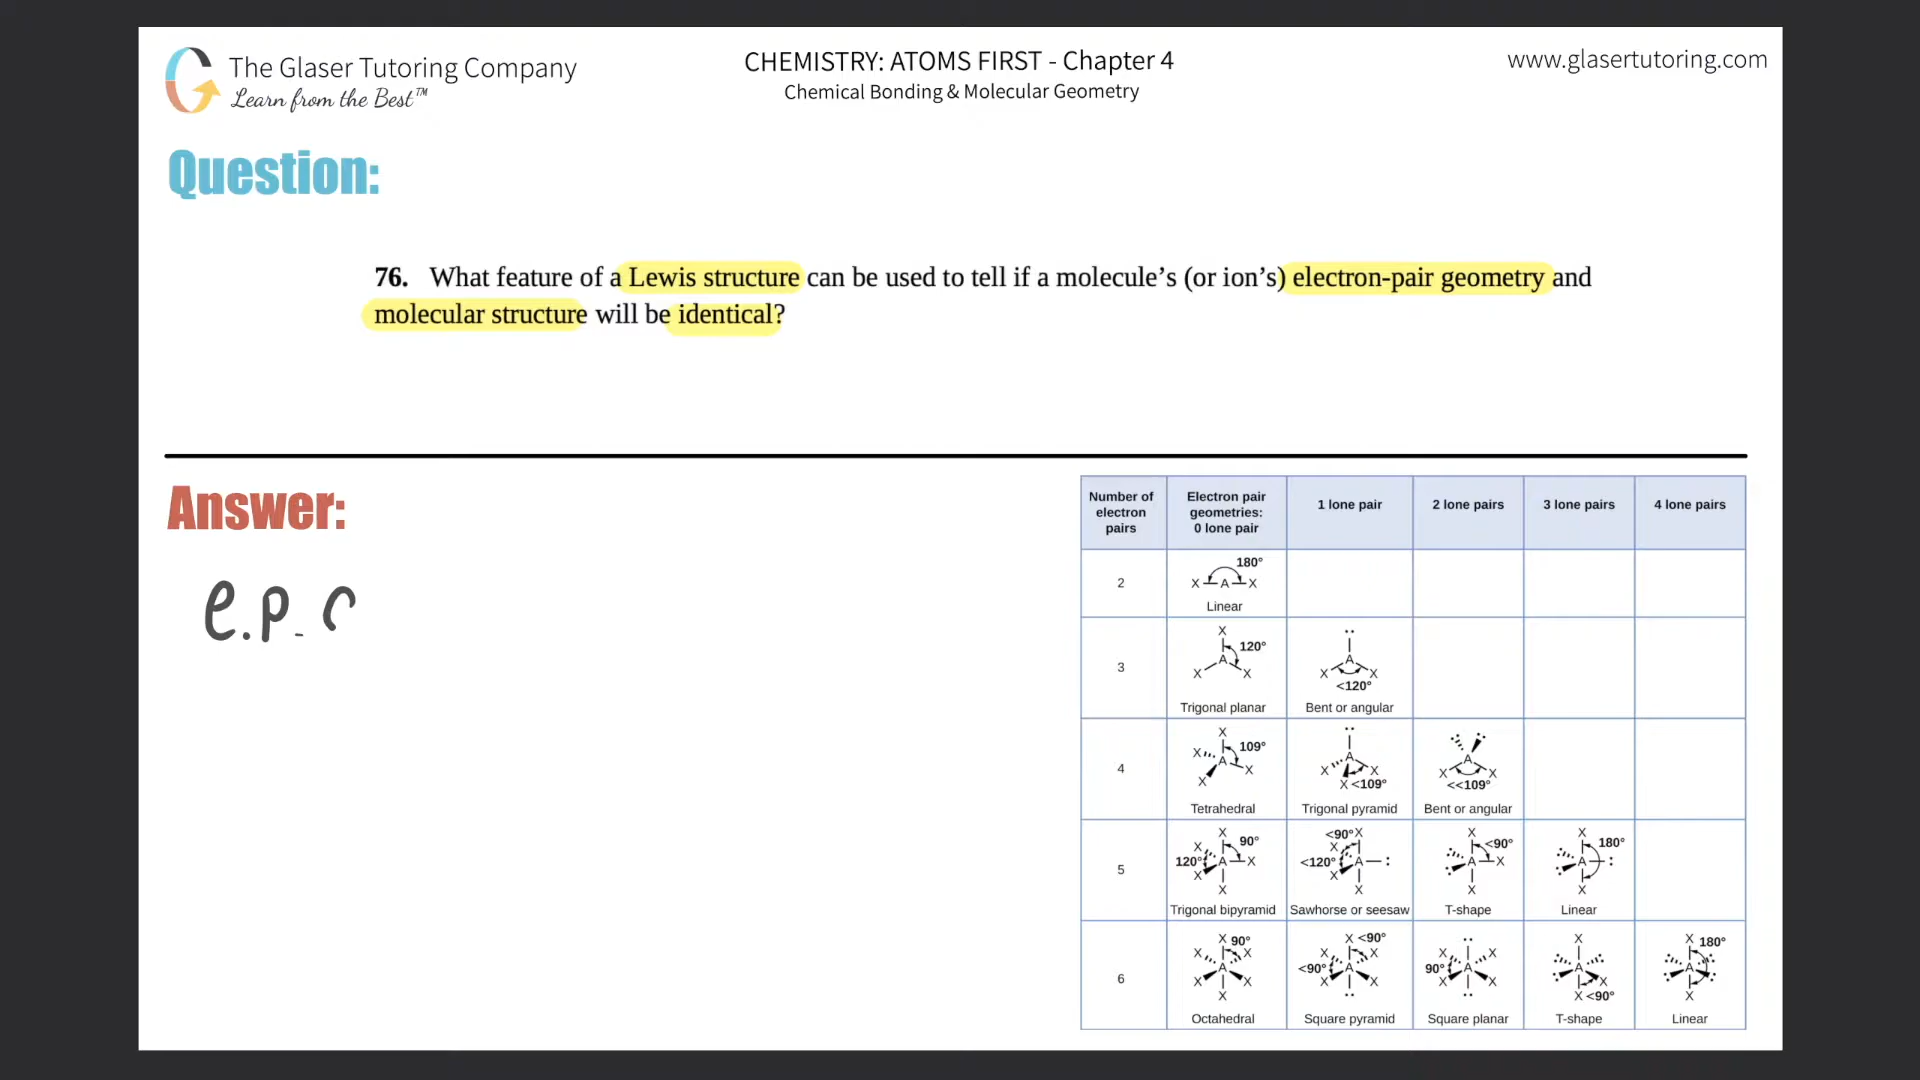 The Glaser Tutoring Company
Learn from the Best™
CHEMISTRY: ATOMS FIRST - Chapter 4
Chemical Bonding & Molecular Geometry
www.glasertutoring.com
Question:
76. What feature of a Lewis structure can be used to tell if a molecule's (or ion's) electron-pair geometry and
molecular structure will be identical?
Answer:
e.p.
Number of electron pairs
Electron pair geometries: 0 lone pair
1 lone pair
2 lone pairs
3 lone pairs
4 lone pairs
2
180°
X A X
Linear
3
X
120°
A
X X
Trigonal planar
:
A
X X
<120°
Bent or angular
4
X
X 109°
A
X
X
Tetrahedral
:
A
X X
X <109°
Trigonal pyramid
: :
A
X X
<<109°
Bent or angular
5
X
X 90°
120° A X
X
X
Trigonal bipyramid
<90° X
X
<120° A :
X
X
Sawhorse or seesaw
X
<90°
: A X
:
X
T-shape
X
180°
: A :
:
X
Linear
6
X 90°
X X
A
X X
X
Octahedral
X <90°
X X
<90° A
X X
:
Square pyramid
:
X X
90° A
X X
:
Square planar
X
: :
A
: X
X <90°
T-shape
X 180°
: :
A
: :
X
Linear